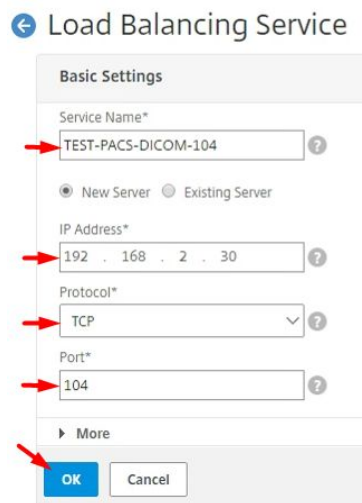 Load Balancing Service
Basic Settings
Service Name*
TEST-PACS-DICOM-104 ?
New Server Existing Server
IP Address*
192 . 168 . 2 . 30 ?
Protocol*
TCP ?
Port*
104 ?
More
OK Cancel